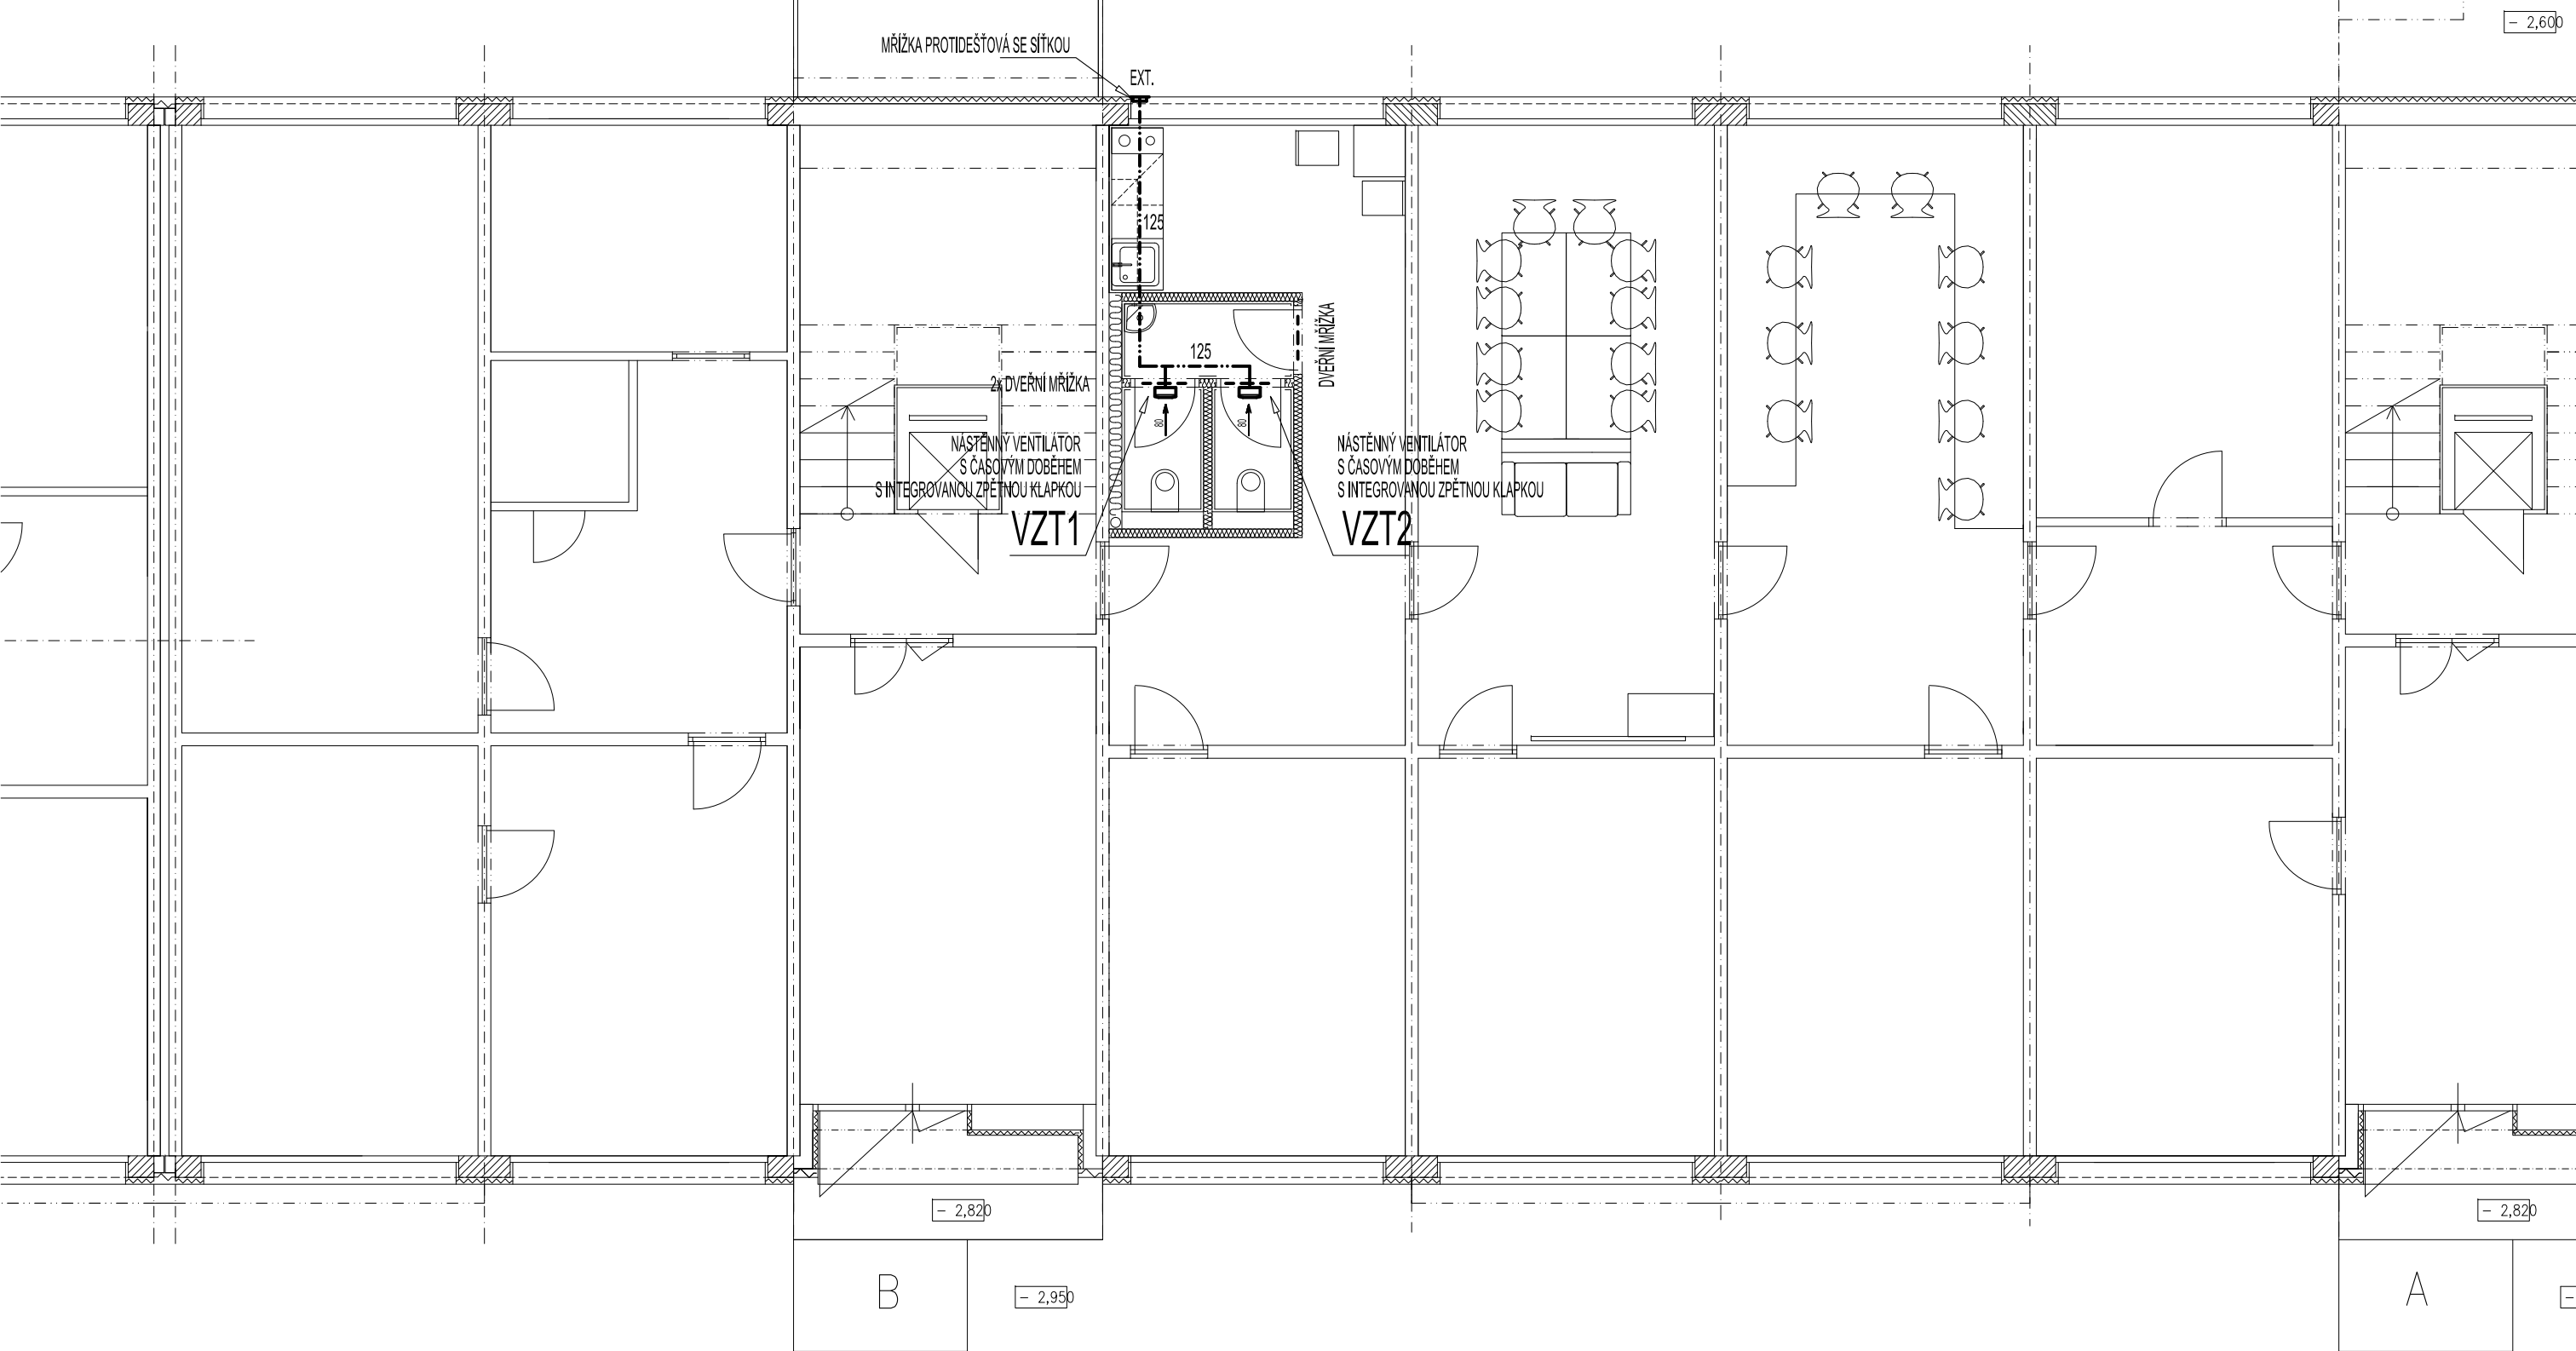 - 2,600
MŘÍŽKA PROTIDEŠŤOVÁ SE SÍŤKOU
EXT.
125
DVEŘNÍ MŘÍŽKA
125
2x DVEŘNÍ MŘÍŽKA
80
80
NÁSTĚNNÝ VENTILÁTOR
S ČASOVÝM DOBĚHEM
S INTEGROVANOU ZPĚTNOU KLAPKOU
VZT1
NÁSTĚNNÝ VENTILÁTOR
S ČASOVÝM DOBĚHEM
S INTEGROVANOU ZPĚTNOU KLAPKOU
VZT2
- 2,820
- 2,820
B
- 2,950
A
-